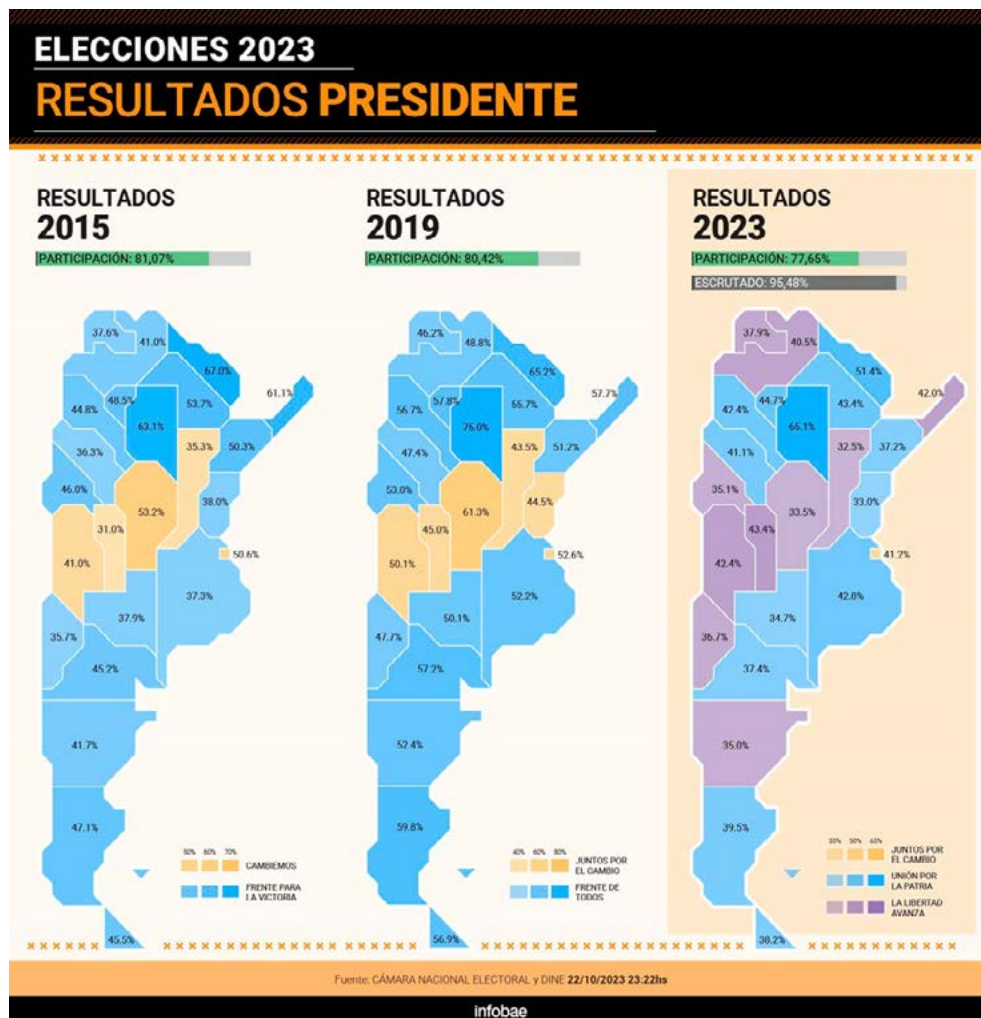 ELECCIONES 2023
RESULTADOS PRESIDENTE
RESULTADOS
2015
PARTICIPACIÓN: 81,07%
37.6%
41.0%
67.0%
61.1%
48.5%
53.7%
44.8%
63.1%
35.3%
50.3%
36.3%
46.0%
38.0%
53.2%
31.0%
50.6%
41.0%
37.3%
37.9%
35.7%
45.2%
41.7%
47.1%
45.5%
50% 60% 70%
CAMBIEMOS
FRENTE PARA
LA VICTORIA
RESULTADOS
2019
PARTICIPACIÓN: 80,42%
46.2%
48.8%
65.2%
57.7%
57.8%
55.7%
56.7%
75.0%
43.5%
51.2%
47.4%
53.0%
44.5%
61.3%
45.0%
52.6%
50.1%
52.2%
50.1%
47.7%
57.2%
52.4%
59.8%
56.9%
40% 60% 80%
JUNTOS POR
EL CAMBIO
FRENTE DE
TODOS
RESULTADOS
2023
PARTICIPACIÓN: 77,65%
ESCRUTADO: 95,48%
37.9%
40.5%
51.4%
42.0%
44.7%
43.4%
42.4%
65.1%
32.5%
37.2%
41.1%
35.1%
33.0%
33.5%
43.4%
41.2%
42.4%
42.8%
34.7%
36.7%
37.4%
35.0%
39.5%
38.2%
JUNTOS POR
EL CAMBIO
UNIÓN POR
LA PATRIA
LA LIBERTAD
AVANZA
Fuente: CÁMARA NACIONAL ELECTORAL y DINE 22/10/2023 23:22hs
infobae